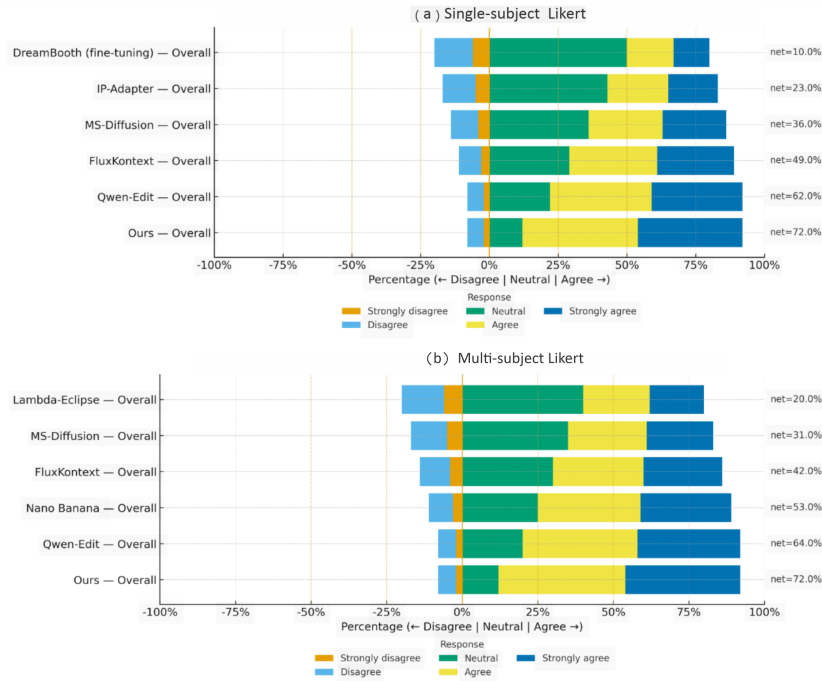 (a) Single-subject Likert
DreamBooth (fine-tuning) — Overall
net=10.0%
IP-Adapter — Overall
net=23.0%
MS-Diffusion — Overall
net=36.0%
FluxKontext — Overall
net=49.0%
Qwen-Edit — Overall
net=62.0%
Ours — Overall
net=72.0%
-100% -75% -50% -25% 0% 25% 50% 75% 100%
Percentage (← Disagree | Neutral | Agree →)
Response
Strongly disagree Neutral Strongly agree
Disagree Agree
(b) Multi-subject Likert
Lambda-Eclipse — Overall
net=20.0%
MS-Diffusion — Overall
net=31.0%
FluxKontext — Overall
net=42.0%
Nano Banana — Overall
net=53.0%
Qwen-Edit — Overall
net=64.0%
Ours — Overall
net=72.0%
-100% -75% -50% -25% 0% 25% 50% 75% 100%
Percentage (← Disagree | Neutral | Agree →)
Response
Strongly disagree Neutral Strongly agree
Disagree Agree